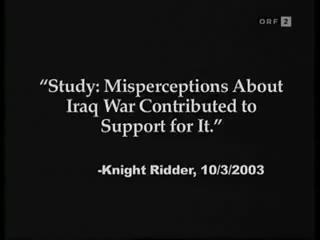 ORF 2
“Study: Misperceptions About
Iraq War Contributed to
Support for It.”
-Knight Ridder, 10/3/2003